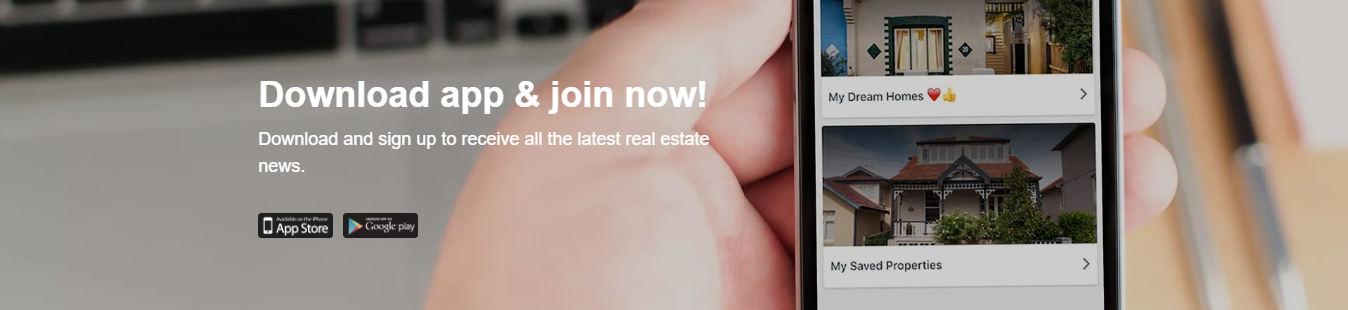 Download app & join now!
Download and sign up to receive all the latest real estate
news.
Available on the iPhone
App Store
ANDROID APP ON
Google play
My Dream Homes ❤️👍
My Saved Properties